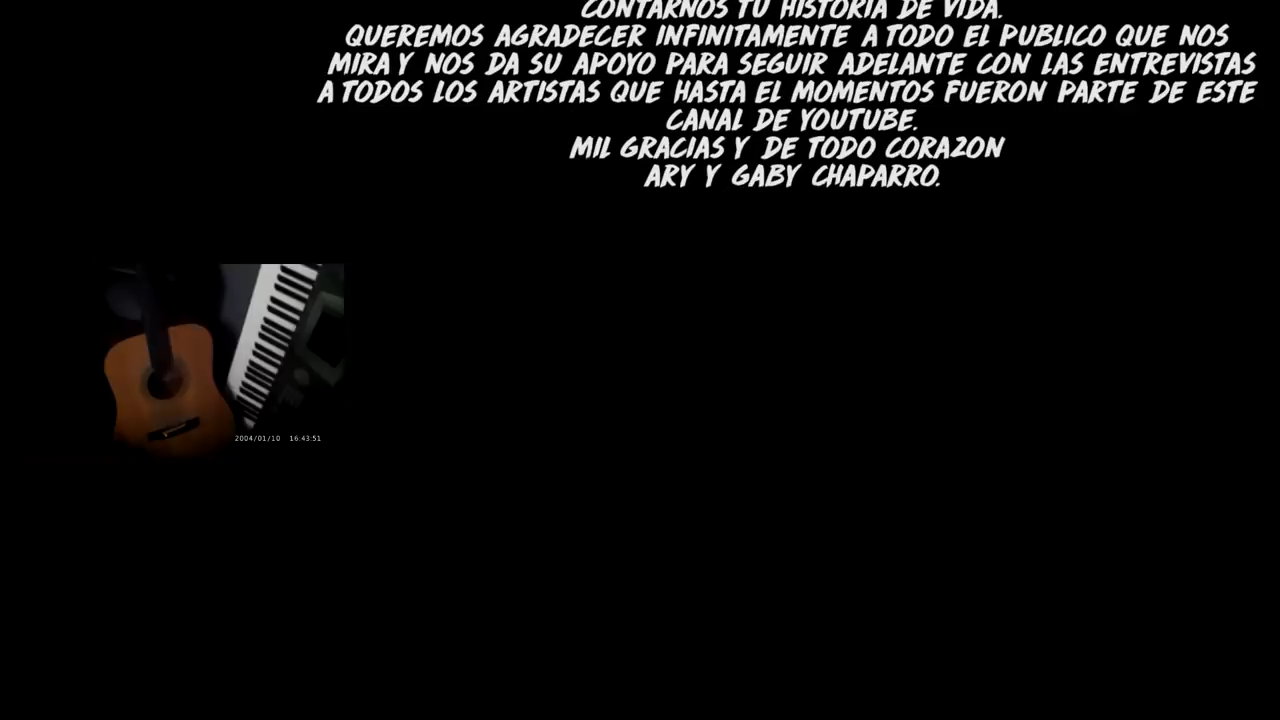 CONTARNOS TU HISTORIA DE VIDA.
QUEREMOS AGRADECER INFINITAMENTE A TODO EL PUBLICO QUE NOS
MIRA Y NOS DA SU APOYO PARA SEGUIR ADELANTE CON LAS ENTREVISTAS
A TODOS LOS ARTISTAS QUE HASTA EL MOMENTOS FUERON PARTE DE ESTE
CANAL DE YOUTUBE.
MIL GRACIAS Y DE TODO CORAZON
ARY Y GABY CHAPARRO.
2004/01/10 16:43:51